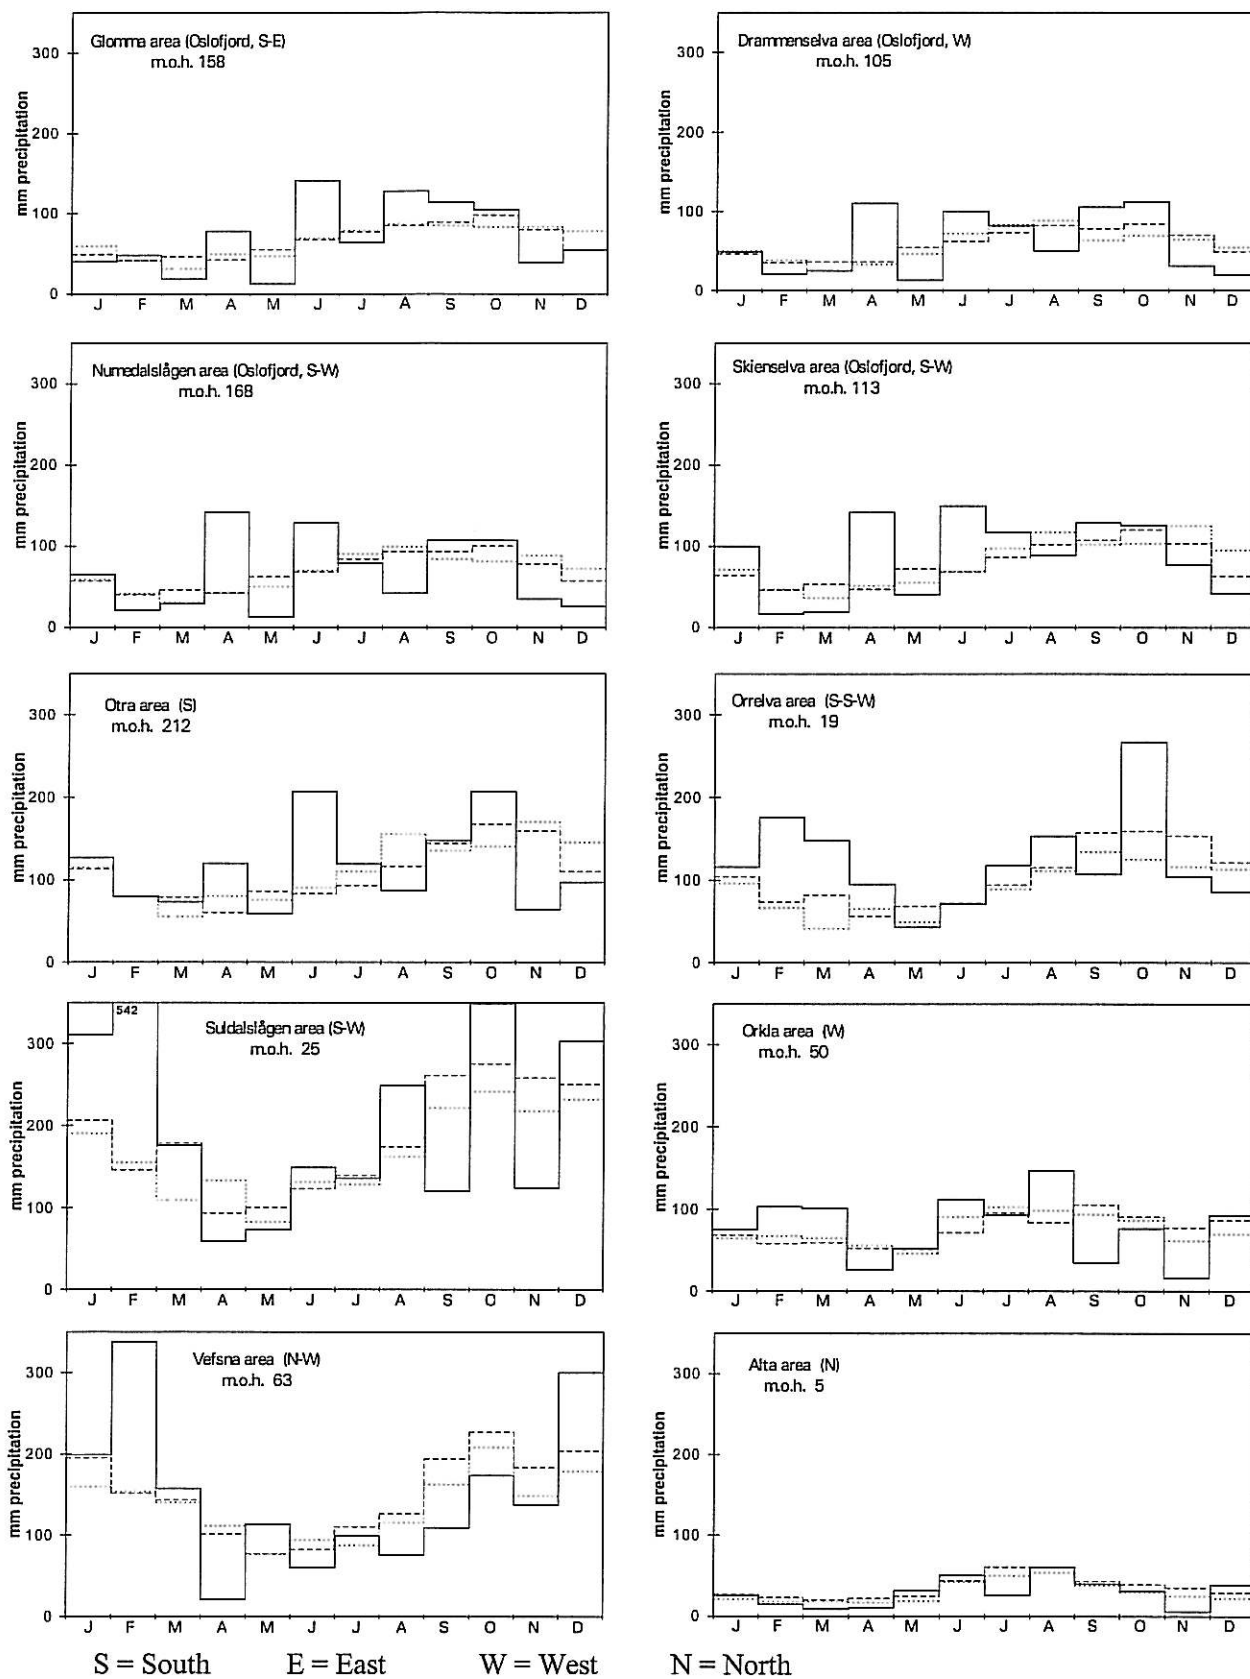 Glomma area (Oslofjord, S-E)
m.o.h. 158
mm precipitation
300
200
100
0
J F M A M J J A S O N D
Drammenselva area (Oslofjord, W)
m.o.h. 105
mm precipitation
300
200
100
0
J F M A M J J A S O N D
Numedalslågen area (Oslofjord, S-W)
m.o.h. 168
mm precipitation
300
200
100
0
J F M A M J J A S O N D
Skienselva area (Oslofjord, S-W)
m.o.h. 113
mm precipitation
300
200
100
0
J F M A M J J A S O N D
Otra area (S)
m.o.h. 212
mm precipitation
300
200
100
0
J F M A M J J A S O N D
Orrelva area (S-S-W)
m.o.h. 19
mm precipitation
300
200
100
0
J F M A M J J A S O N D
542
Suldalslågen area (S-W)
m.o.h. 25
mm precipitation
300
200
100
0
J F M A M J J A S O N D
Orkla area (W)
m.o.h. 50
mm precipitation
300
200
100
0
J F M A M J J A S O N D
Vefsna area (N-W)
m.o.h. 63
mm precipitation
300
200
100
0
J F M A M J J A S O N D
Alta area (N)
m.o.h. 5
mm precipitation
300
200
100
0
J F M A M J J A S O N D
S = South E = East W = West N = North